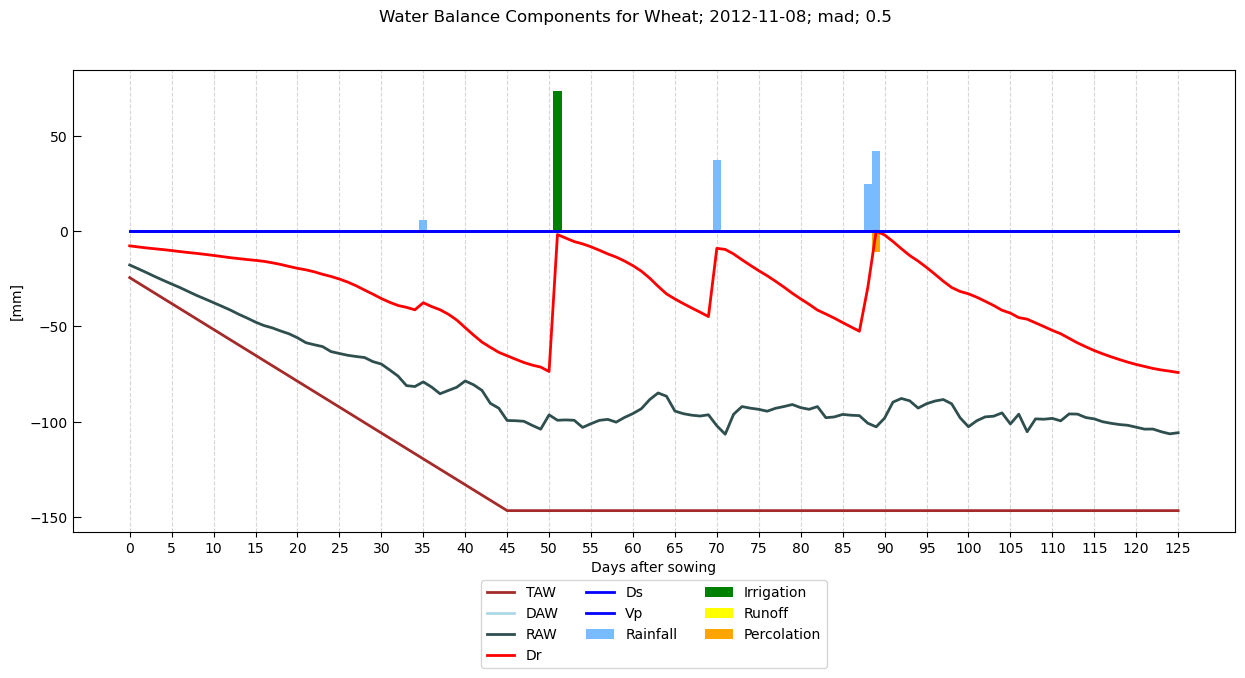 Water Balance Components for Wheat; 2012-11-08; mad; 0.5
50
0
−50
−100
−150
[mm]
0 5 10 15 20 25 30 35 40 45 50 55 60 65 70 75 80 85 90 95 100 105 110 115 120 125
Days after sowing
TAW Ds Irrigation
DAW Vp Runoff
RAW Rainfall Percolation
Dr